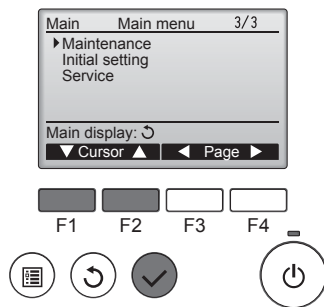 Main Main menu 3/3
Maintenance
Initial setting
Service
Main display:
Cursor Page
F1 F2 F3 F4